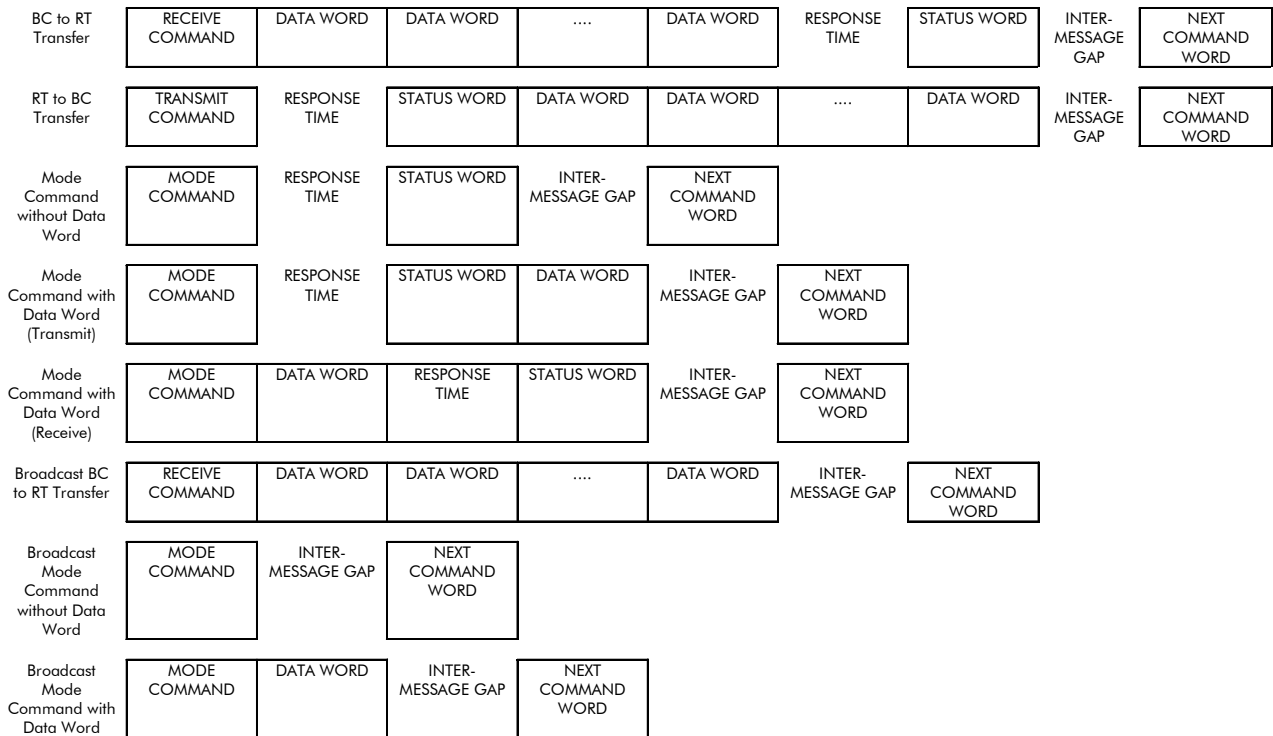 BC to RT Transfer
RECEIVE COMMAND
DATA WORD
DATA WORD
....
DATA WORD
RESPONSE TIME
STATUS WORD
INTER-MESSAGE GAP
NEXT COMMAND WORD
RT to BC Transfer
TRANSMIT COMMAND
RESPONSE TIME
STATUS WORD
DATA WORD
DATA WORD
....
DATA WORD
INTER-MESSAGE GAP
NEXT COMMAND WORD
Mode Command without Data Word
MODE COMMAND
RESPONSE TIME
STATUS WORD
INTER-MESSAGE GAP
NEXT COMMAND WORD
Mode Command with Data Word (Transmit)
MODE COMMAND
RESPONSE TIME
STATUS WORD
DATA WORD
INTER-MESSAGE GAP
NEXT COMMAND WORD
Mode Command with Data Word (Receive)
MODE COMMAND
DATA WORD
RESPONSE TIME
STATUS WORD
INTER-MESSAGE GAP
NEXT COMMAND WORD
Broadcast BC to RT Transfer
RECEIVE COMMAND
DATA WORD
DATA WORD
....
DATA WORD
INTER-MESSAGE GAP
NEXT COMMAND WORD
Broadcast Mode Command without Data Word
MODE COMMAND
INTER-MESSAGE GAP
NEXT COMMAND WORD
Broadcast Mode Command with Data Word
MODE COMMAND
DATA WORD
INTER-MESSAGE GAP
NEXT COMMAND WORD